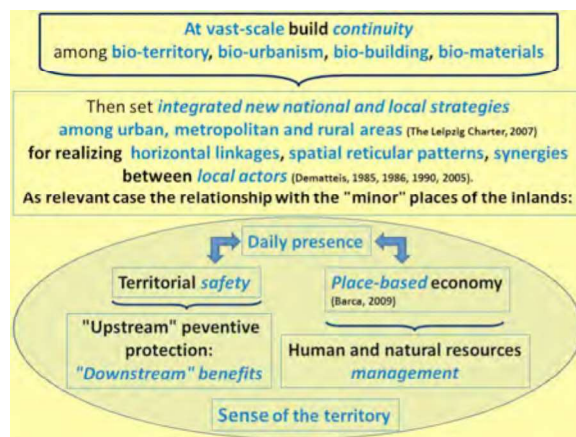 At vast-scale build continuity
among bio-territory, bio-urbanism, bio-building, bio-materials
Then set integrated new national and local strategies
among urban, metropolitan and rural areas (The Leipzig Charter, 2007)
for realizing horizontal linkages, spatial reticular patterns, synergies
between local actors (Dematteis, 1985, 1986, 1990, 2005).
As relevant case the relationship with the "minor" places of the inlands:
Daily presence
Territorial safety
Place-based economy
(Barca, 2009)
"Upstream" peventive
protection:
"Downstream" benefits
Human and natural resources
management
Sense of the territory